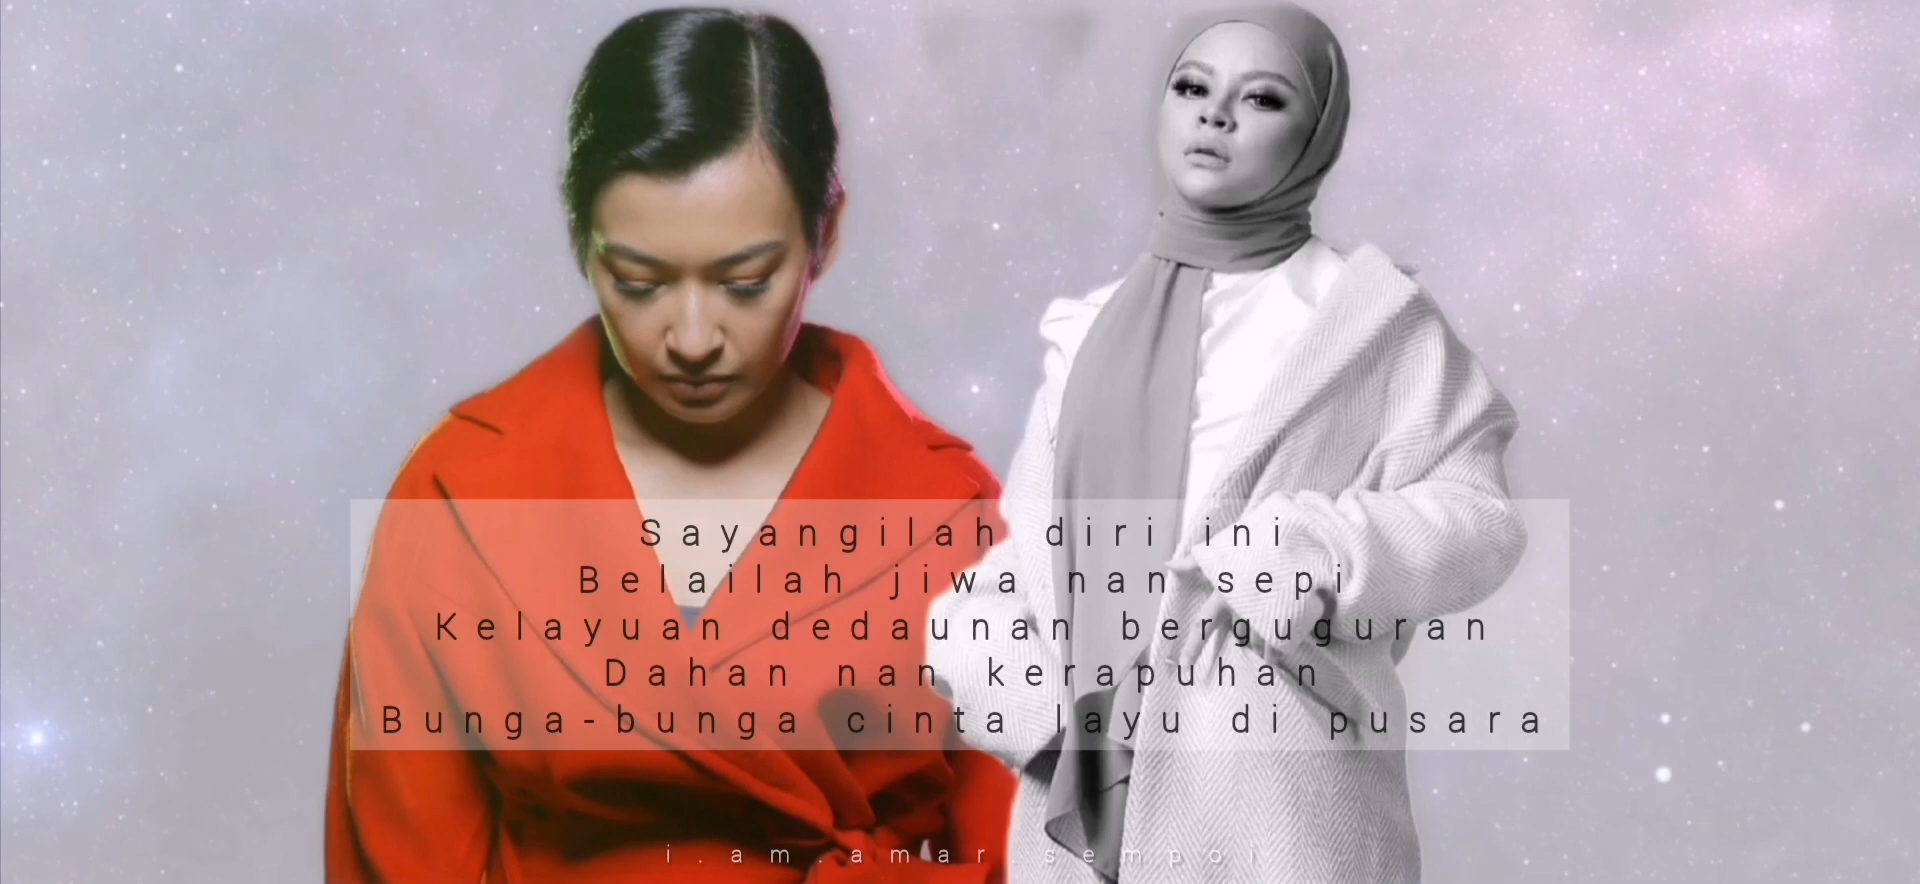 Sayangilah diri ini
Belailah jiwa nan sepi
Kelayuan dedaunan berguguran
Dahan nan kerapuhan
Bunga-bunga cinta layu di pusara
i.am.amar.sempoi